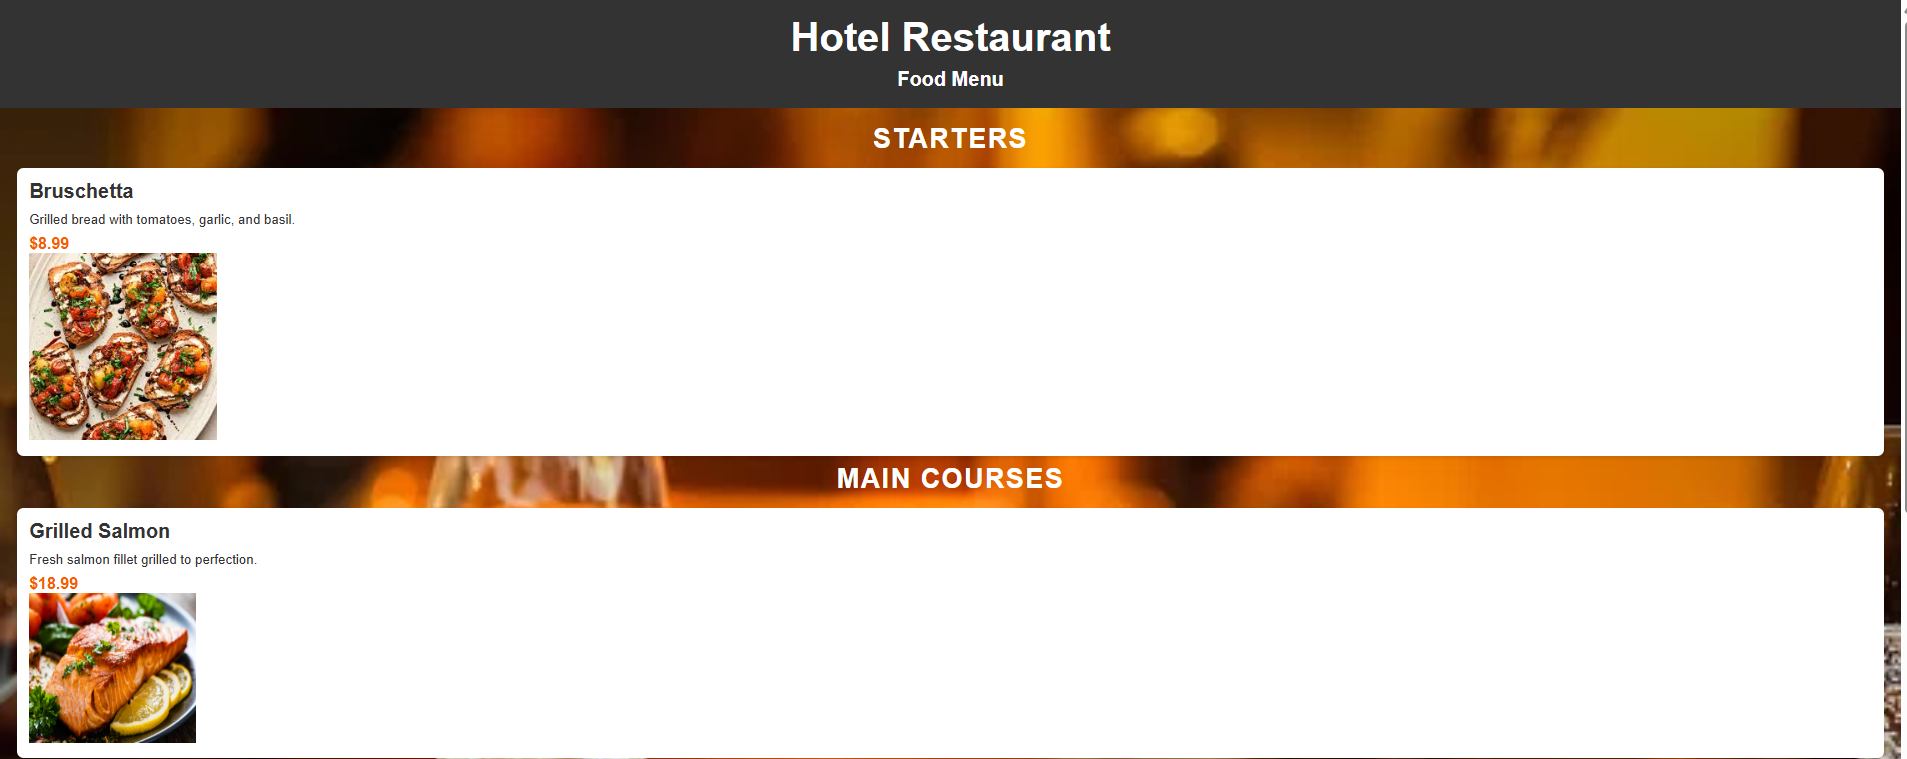 Hotel Restaurant
Food Menu
STARTERS
Bruschetta
Grilled bread with tomatoes, garlic, and basil.
$8.99
MAIN COURSES
Grilled Salmon
Fresh salmon fillet grilled to perfection.
$18.99